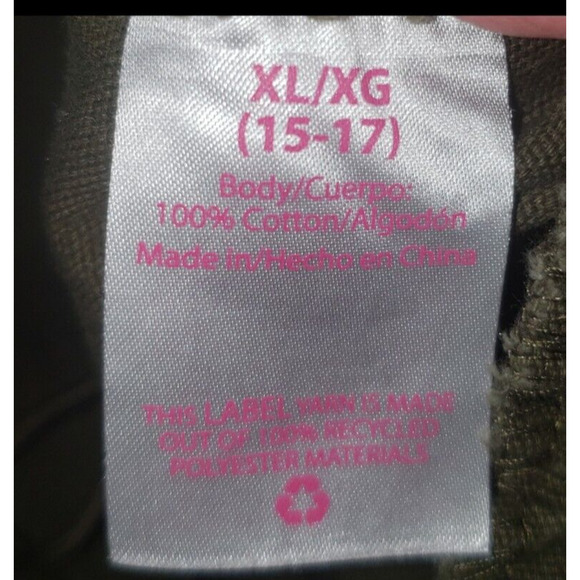 XL/XG
(15-17)
Body/Cuerpo:
100% Cotton/Algodón
Made in/Hecho en China
THIS LABEL YARN IS MADE
OUT OF 100% RECYCLED
POLYESTER MATERIALS